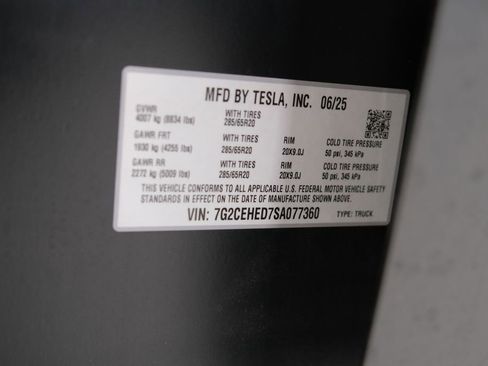 MFD BY TESLA, INC. 06/25
GVWR
4007 kg (8834 lbs)
WITH TIRES
285/65R20
GAWR FRT
1930 kg (4255 lbs)
WITH TIRES
285/65R20
RIM
20X9.0J
COLD TIRE PRESSURE
50 psi, 345 kPa
GAWR RR
2272 kg (5009 lbs)
WITH TIRES
285/65R20
RIM
20X9.0J
COLD TIRE PRESSURE
50 psi, 345 kPa
THIS VEHICLE CONFORMS TO ALL APPLICABLE U.S. FEDERAL MOTOR VEHICLE SAFETY
STANDARDS IN EFFECT ON THE DATE OF MANUFACTURE SHOWN ABOVE.
VIN: 7G2CEHED7SA077360 TYPE: TRUCK